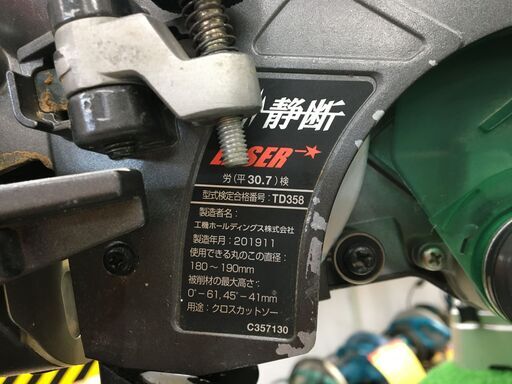 静断
LASER
労(平30.7)検
型式検定合格番号:TD358
製造者名:
工機ホールディングス株式会社
製造年月:201911
使用できる丸のこの直径:
180~190mm
被削材の最大高さ:
0°-61, 45°-41mm
用途:クロスカットソー
C357130